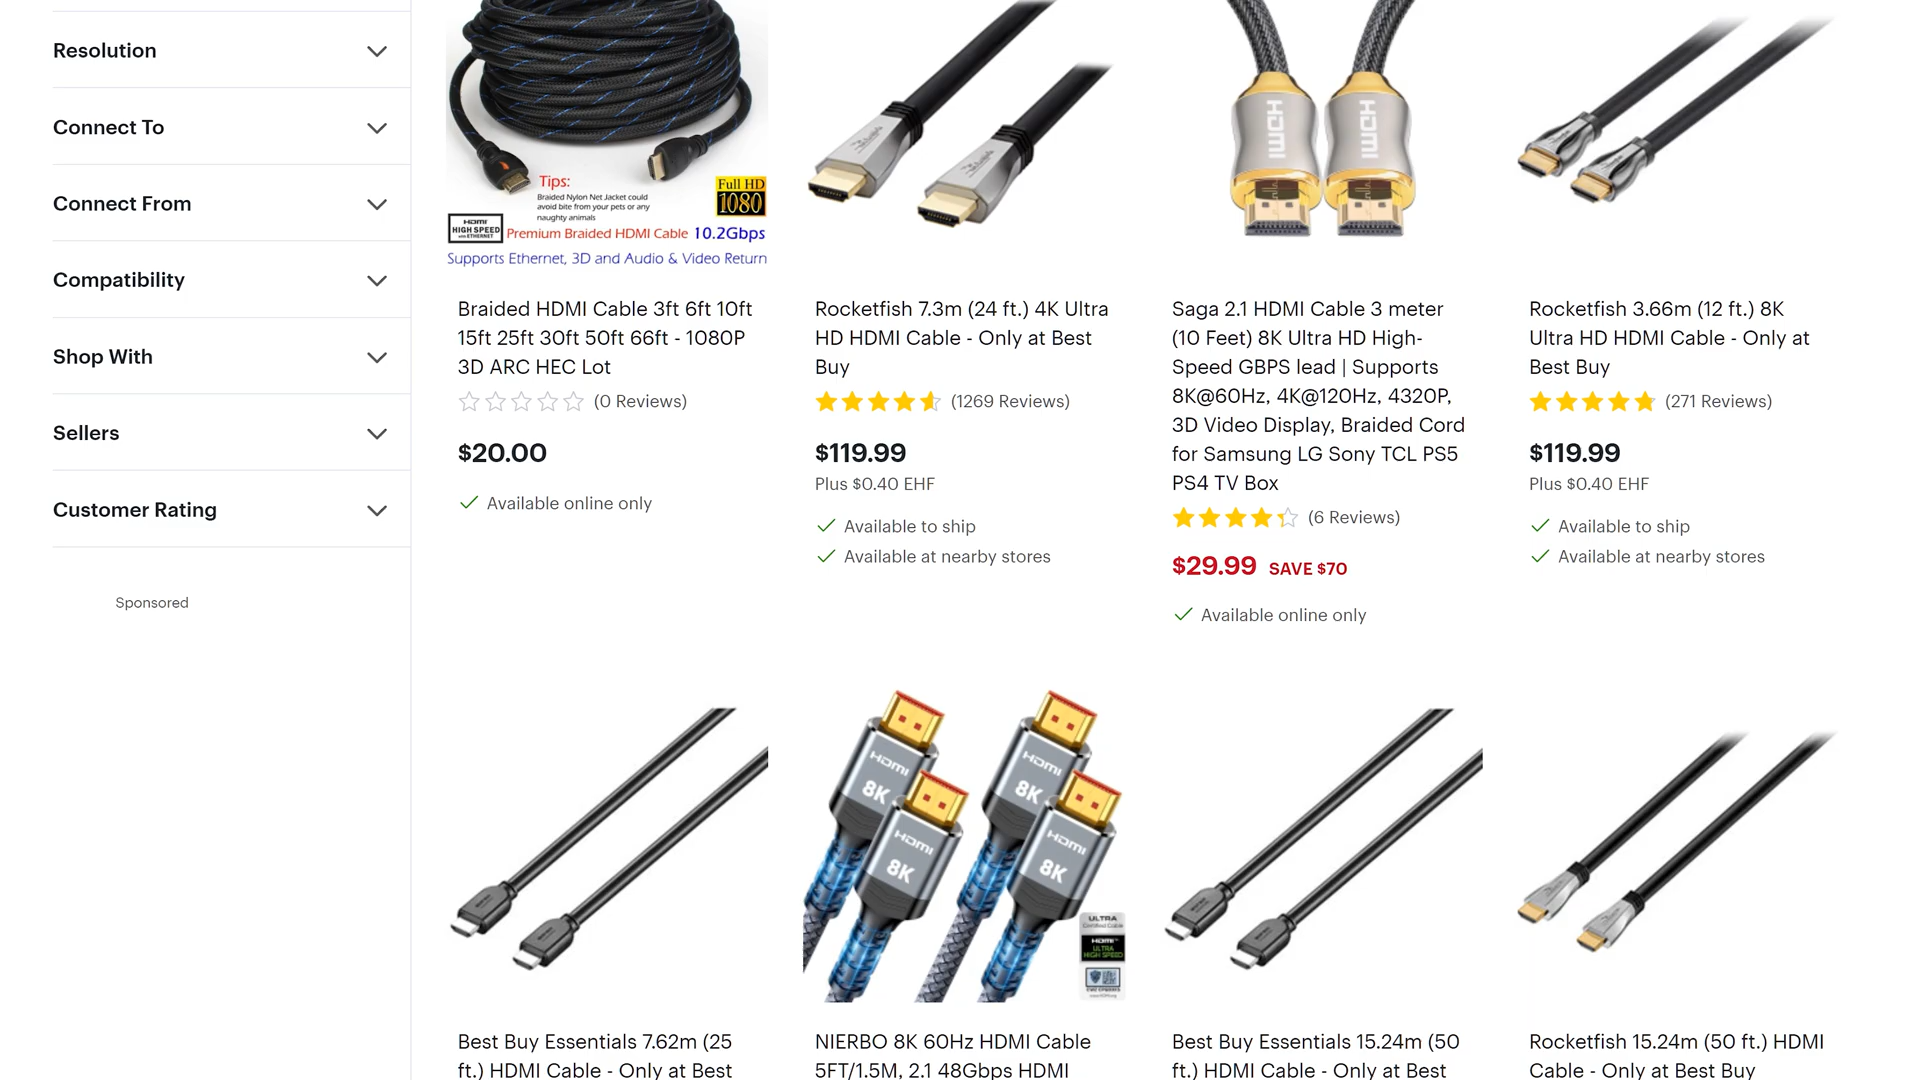 Resolution
Connect To
Connect From
Compatibility
Shop With
Sellers
Customer Rating
Sponsored
Tips:
Braided Nylon Net Jacket could
avoid bite from your pets or any
naughty animals
Full HD
1080
HDMI
HIGH SPEED
with ETHERNET
Premium Braided HDMI Cable 10.2Gbps
Supports Ethernet, 3D and Audio & Video Return
Braided HDMI Cable 3ft 6ft 10ft
15ft 25ft 30ft 50ft 66ft - 1080P
3D ARC HEC Lot
(0 Reviews)
$20.00
Available online only
Rocketfish 7.3m (24 ft.) 4K Ultra
HD HDMI Cable - Only at Best
Buy
(1269 Reviews)
$119.99
Plus $0.40 EHF
Available to ship
Available at nearby stores
HDMI
HDMI
Saga 2.1 HDMI Cable 3 meter
(10 Feet) 8K Ultra HD High-
Speed GBPS lead | Supports
8K@60Hz, 4K@120Hz, 4320P,
3D Video Display, Braided Cord
for Samsung LG Sony TCL PS5
PS4 TV Box
(6 Reviews)
$29.99 SAVE $70
Available online only
Rocketfish 3.66m (12 ft.) 8K
Ultra HD HDMI Cable - Only at
Best Buy
(271 Reviews)
$119.99
Plus $0.40 EHF
Available to ship
Available at nearby stores
Best Buy Essentials 7.62m (25
ft.) HDMI Cable - Only at Best
HDMI
8K
HDMI
8K
HDMI
8K
HDMI
8K
ULTRA
Certified Cable
HDMI
ULTRA
HIGH SPEED
NIERBO 8K 60Hz HDMI Cable
5FT/1.5M, 2.1 48Gbps HDMI
Best Buy Essentials 15.24m (50
ft.) HDMI Cable - Only at Best
Rocketfish 15.24m (50 ft.) HDMI
Cable - Only at Best Buy